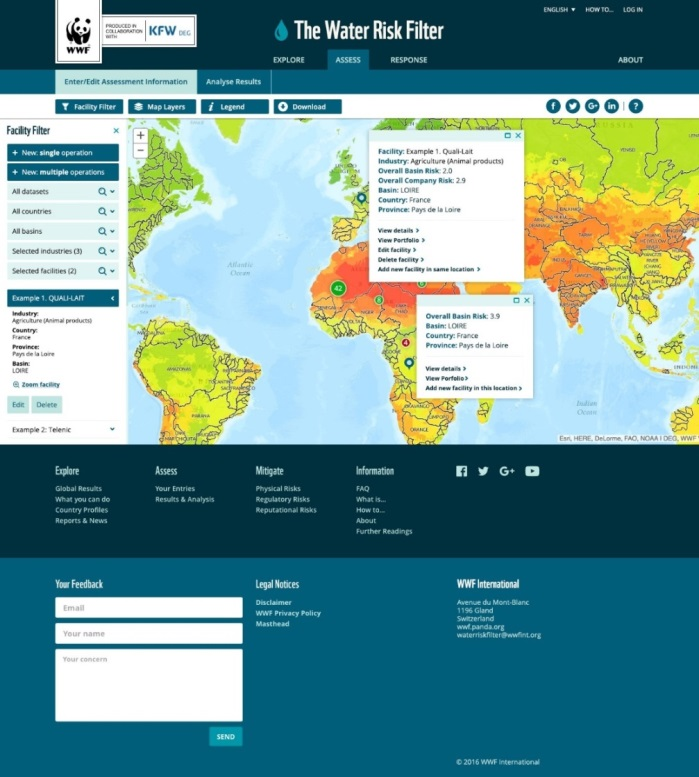 ENGLISH HOW TO... LOG IN
WWF
PRODUCED IN
COLLABORATION
WITH
KFW DEG
The Water Risk Filter
EXPLORE ASSESS RESPONSE ABOUT
Enter/Edit Assessment Information Analyse Results
Facility Filter Map Layers Legend Download
Facility Filter
+ New: single operation
+ New: multiple operations
All datasets
All countries
All basins
Selected industries (3)
Selected facilities (2)
Example 1. QUALI-LAIT
Industry:
Agriculture (Animal products)
Country:
France
Province:
Pays de la Loire
Basin:
LOIRE
Zoom facility
Edit Delete
Example 2: Telenic
Facility: Example 1. Quali-Lait
Industry: Agriculture (Animal products)
Overall Basin Risk: 2.0
Overall Company Risk: 2.9
Basin: LOIRE
Country: France
Province: Pays de la Loire
View details
View Portfolio
Edit facility
Delete facility
Add new facility in same location
Overall Basin Risk: 3.9
Basin: LOIRE
Country: France
Province: Pays de la Loire
View details
View Porfolio
Add new facility in this location
Atlantic
Ocean
42
Indian
Ocean
PARANA
ORANGE
Esri, HERE, DeLorme, FAO, NOAA I DEG, WWF
Explore
Global Results
What you can do
Country Profiles
Reports & News
Assess
Your Entries
Results & Analysis
Mitigate
Physical Risks
Regulatory Risks
Reputational Risks
Information
FAQ
What is...
How to...
About
Further Readings
Your Feedback
Email
Your name
Your concern
SEND
Legal Notices
Disclaimer
WWF Privacy Policy
Masthead
WWF International
Avenue du Mont-Blanc
1196 Gland
Switzerland
wwf.panda.org
waterriskfilter@wwfint.org
© 2016 WWF International